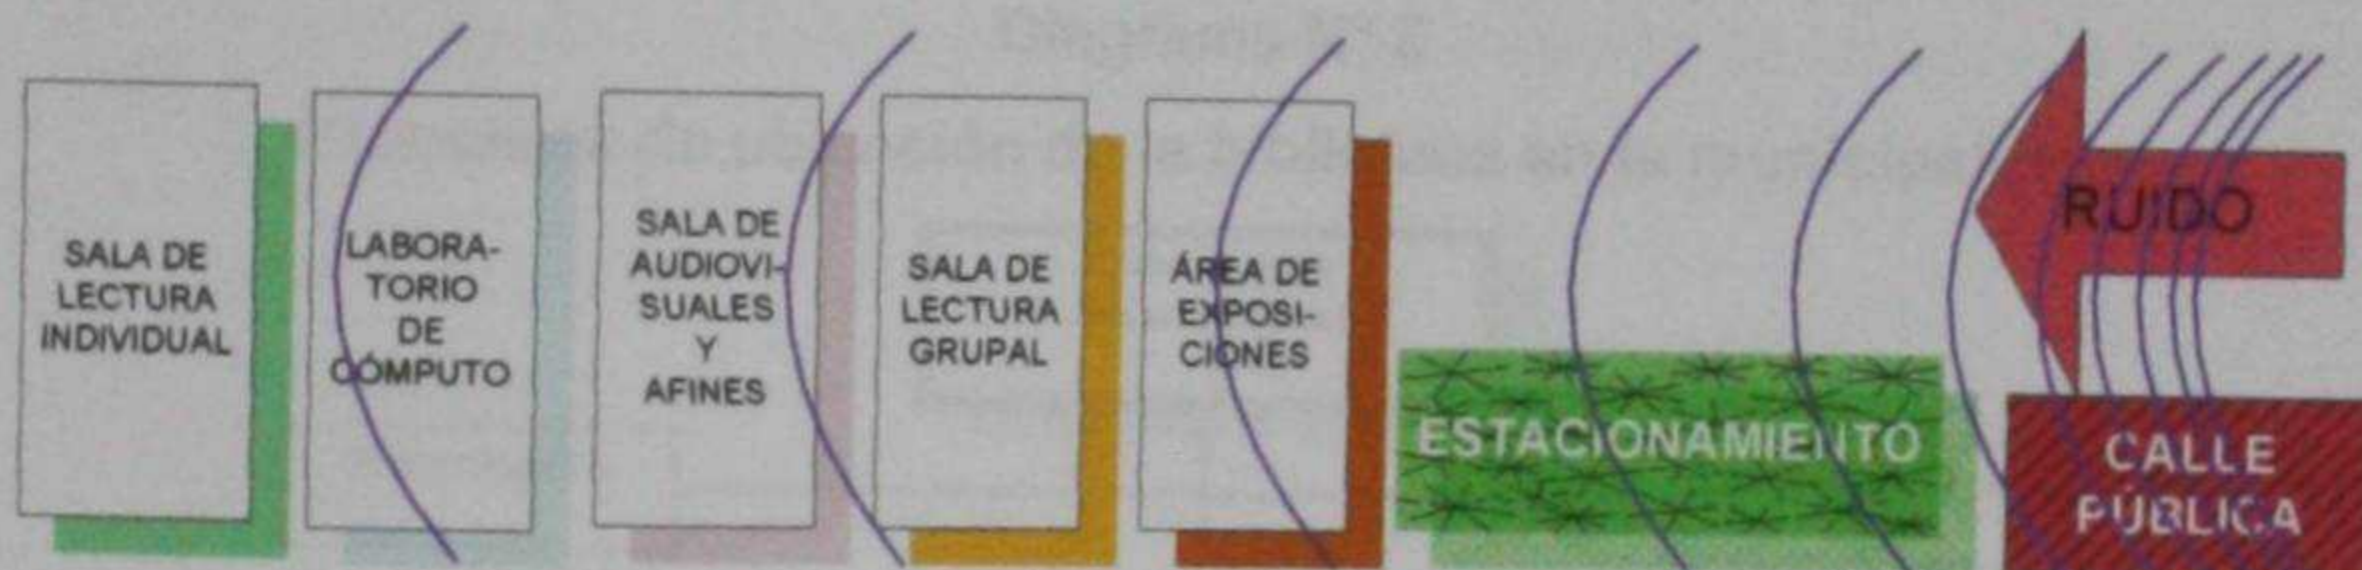 SALA DE
LECTURA
INDIVIDUAL
LABORA-
TORIO
DE
CÓMPUTO
SALA DE
AUDIOVI-
SUALES
Y
AFINES
SALA DE
LECTURA
GRUPAL
ÁREA DE
EXPOSI-
CIONES
ESTACIONAMIENTO
RUIDO
CALLE
PÚBLICA